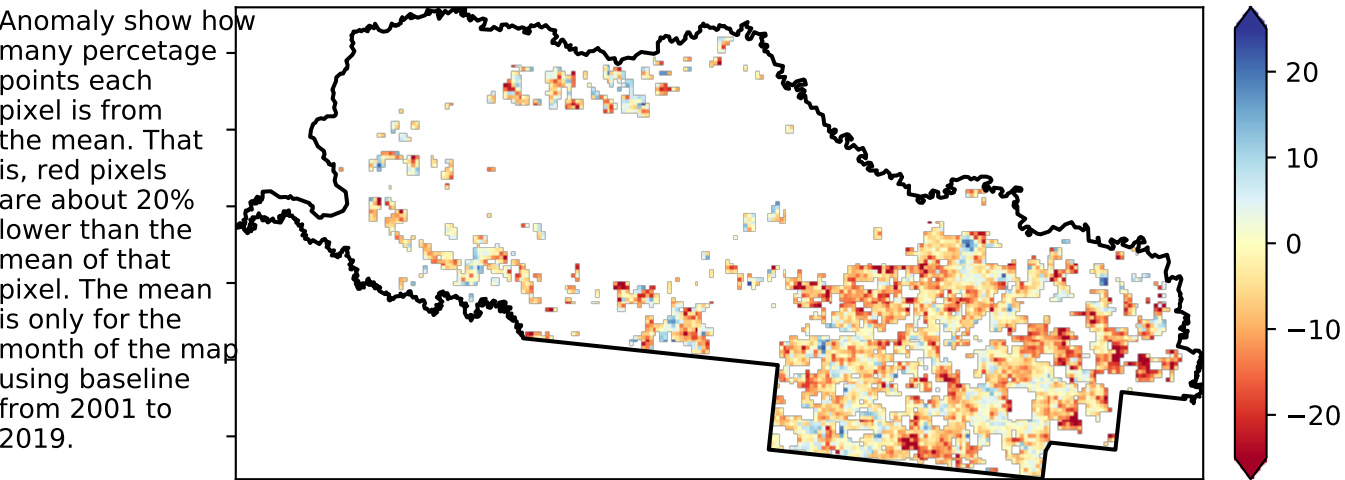 Anomaly show how
many percetage
points each
pixel is from
the mean. That
is, red pixels
are about 20%
lower than the
mean of that
pixel. The mean
is only for the
month of the map
using baseline
from 2001 to
2019.
20
10
0
−10
−20